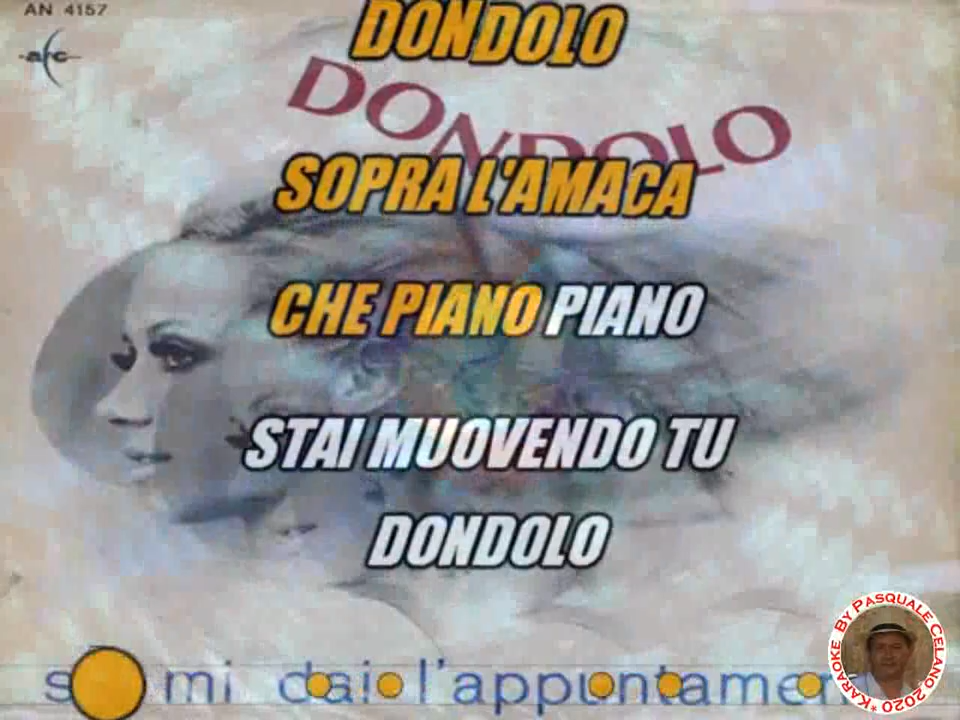 AN 4157
afc
DONDOLO
DONDOLO
SOPRA L'AMACA
CHE PIANO PIANO
STAI MUOVENDO TU
DONDOLO
mi dai l'appuntamen
KARAOKE By PASQUALE CELANO 2020 *